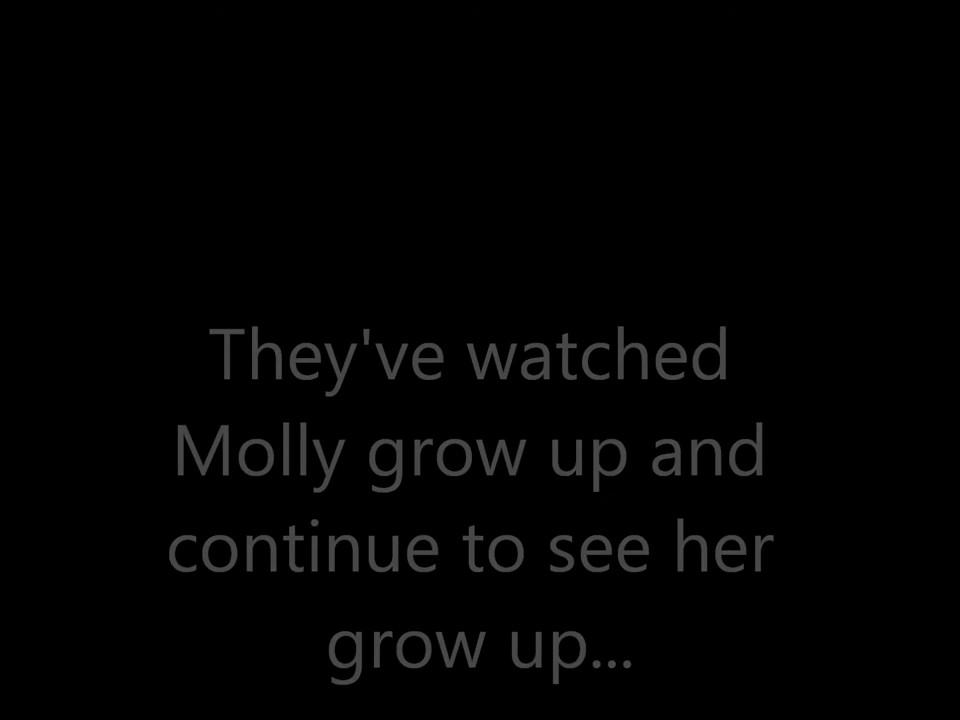 They've watched
Molly grow up and
continue to see her
grow up...